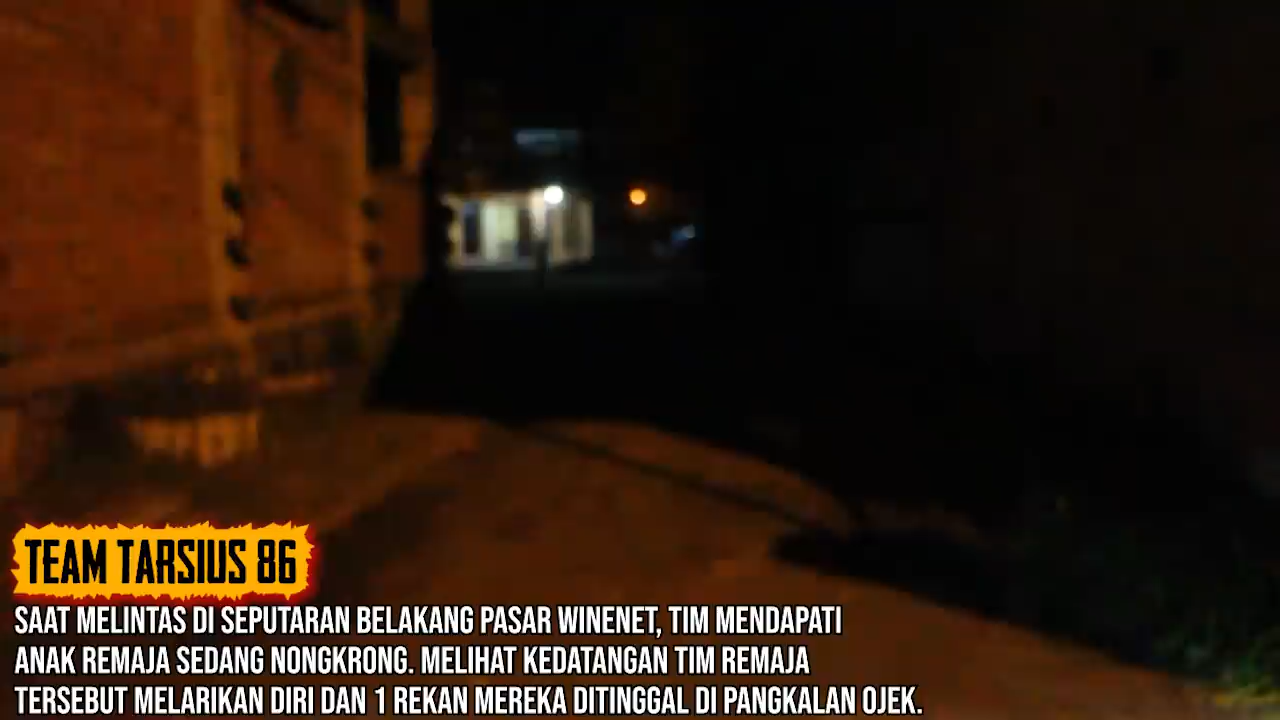 TEAM TARSIUS 86
SAAT MELINTAS DI SEPUTARAN BELAKANG PASAR WINENET, TIM MENDAPATI
ANAK REMAJA SEDANG NONGKRONG. MELIHAT KEDATANGAN TIM REMAJA
TERSEBUT MELARIKAN DIRI DAN 1 REKAN MEREKA DITINGGAL DI PANGKALAN OJEK.